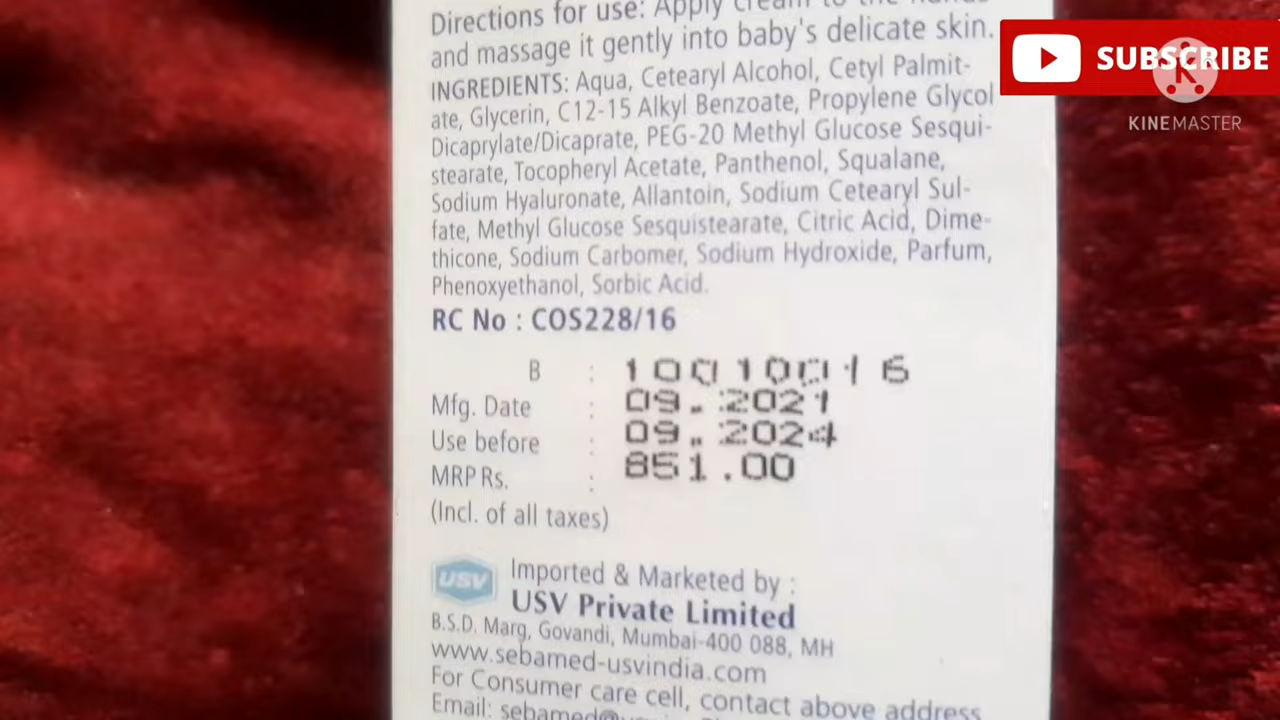 Directions for use: Apply cream to the hands
and massage it gently into baby's delicate skin.
INGREDIENTS: Aqua, Cetearyl Alcohol, Cetyl Palmit-
ate, Glycerin, C12-15 Alkyl Benzoate, Propylene Glycol
Dicaprylate/Dicaprate, PEG-20 Methyl Glucose Sesqui-
stearate, Tocopheryl Acetate, Panthenol, Squalane,
Sodium Hyaluronate, Allantoin, Sodium Cetearyl Sul-
fate, Methyl Glucose Sesquistearate, Citric Acid, Dime-
thicone, Sodium Carbomer, Sodium Hydroxide, Parfum,
Phenoxyethanol, Sorbic Acid.
RC No : COS228/16
B :
Mfg. Date : 09.2021
Use before : 09.2024
MRP Rs. : 851.00
(Incl. of all taxes)
USV
Imported & Marketed by :
USV Private Limited
B.S.D. Marg, Govandi, Mumbai-400 088, MH
www.sebamed-usvindia.com
For Consumer care cell, contact above address
Email:
SUBSCRIBE
KINEMASTER